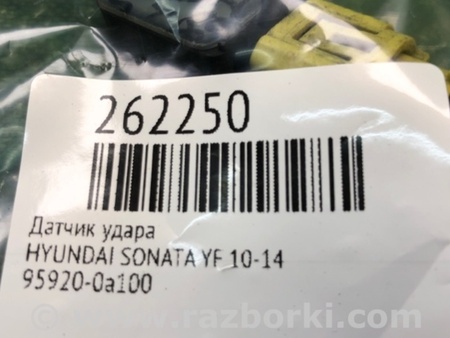 262250
Датчик удара
HYUNDAI SONATA YF 10-14
95920-0a100
www.razborki.com